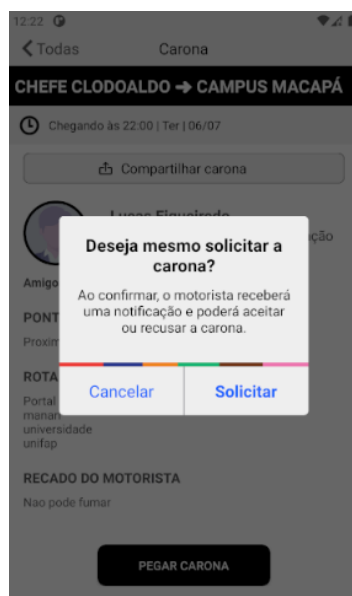 12:22
Todas Carona
CHEFE CLODOALDO → CAMPUS MACAPÁ
Chegando às 22:00 | Ter | 06/07
Compartilhar carona
Lucas Figueiredo
ção
Deseja mesmo solicitar a
carona?
Amigo
Ao confirmar, o motorista receberá
uma notificação e poderá aceitar
ou recusar a carona.
PONT
Proxim
ROTA
Cancelar Solicitar
Portal
manan
universidade
unifap
RECADO DO MOTORISTA
Nao pode fumar
PEGAR CARONA